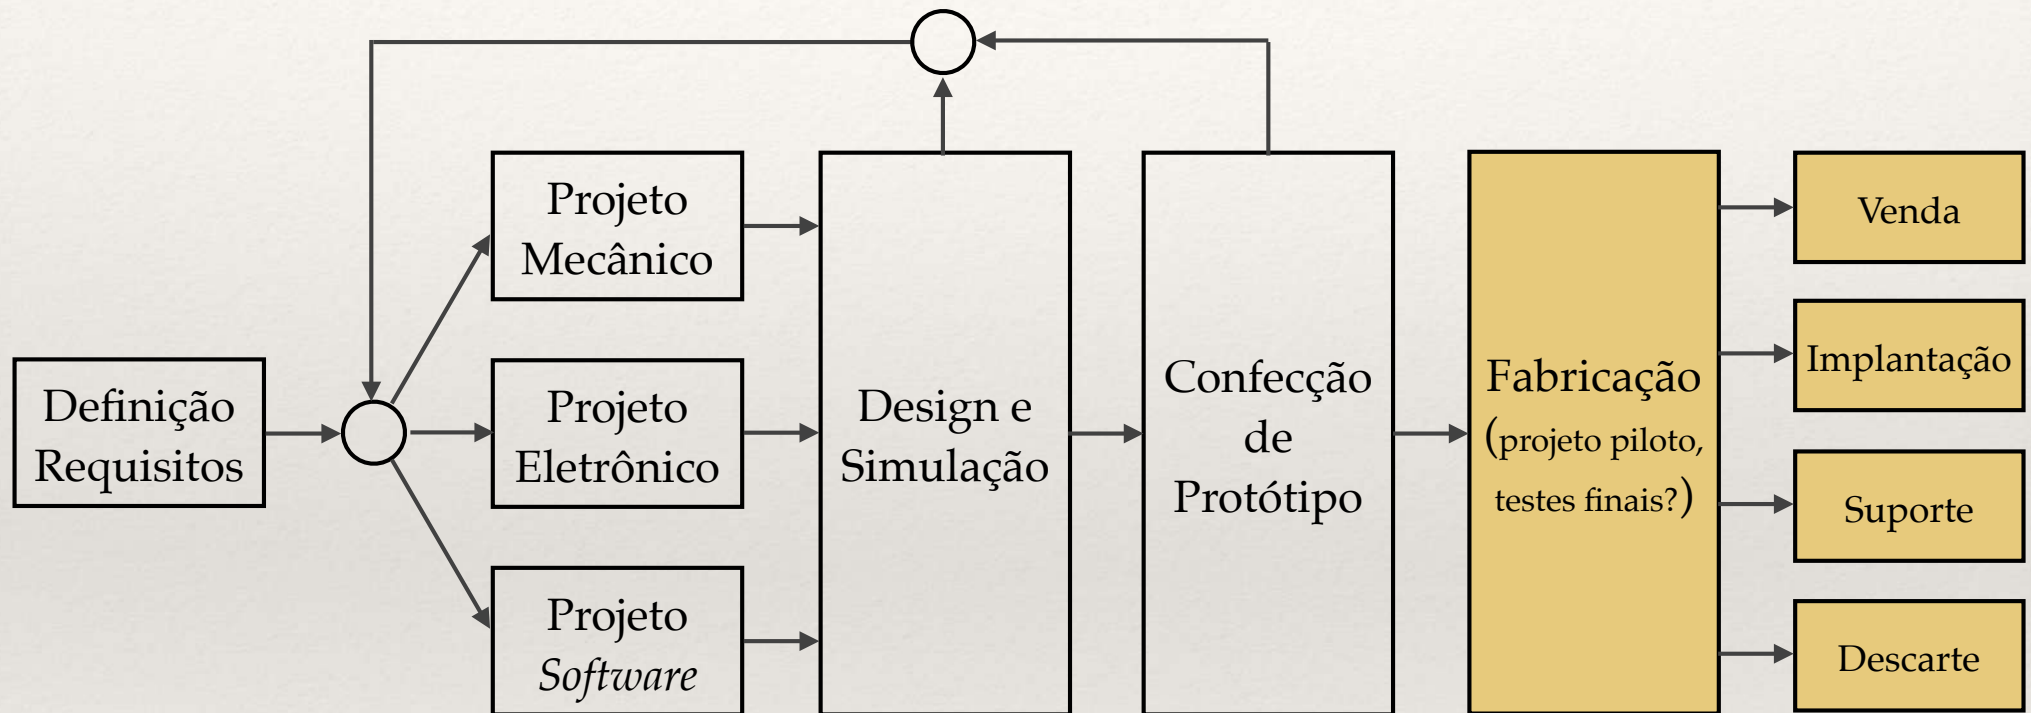 Definição
Requisitos
Projeto
Mecânico
Projeto
Eletrônico
Projeto
Software
Design e
Simulação
Confecção
de
Protótipo
Fabricação
(projeto piloto,
testes finais?)
Venda
Implantação
Suporte
Descarte